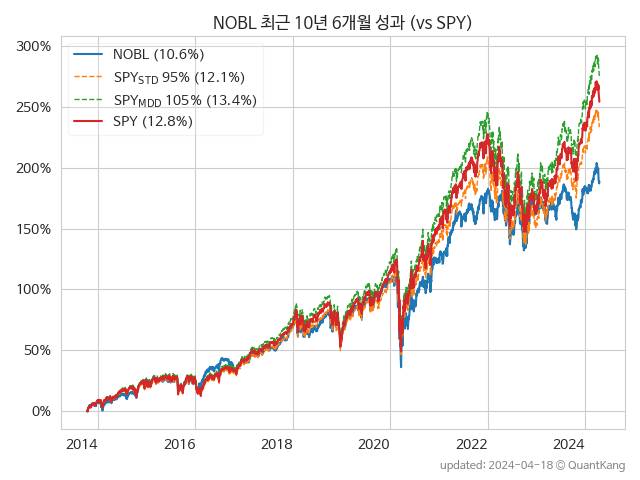 NOBL 최근 10년 6개월 성과 (vs SPY)
300%
250%
200%
150%
100%
50%
0%
NOBL (10.6%)
SPYSTD 95% (12.1%)
SPYMDD 105% (13.4%)
SPY (12.8%)
2014 2016 2018 2020 2022 2024
updated: 2024-04-18 © QuantKang